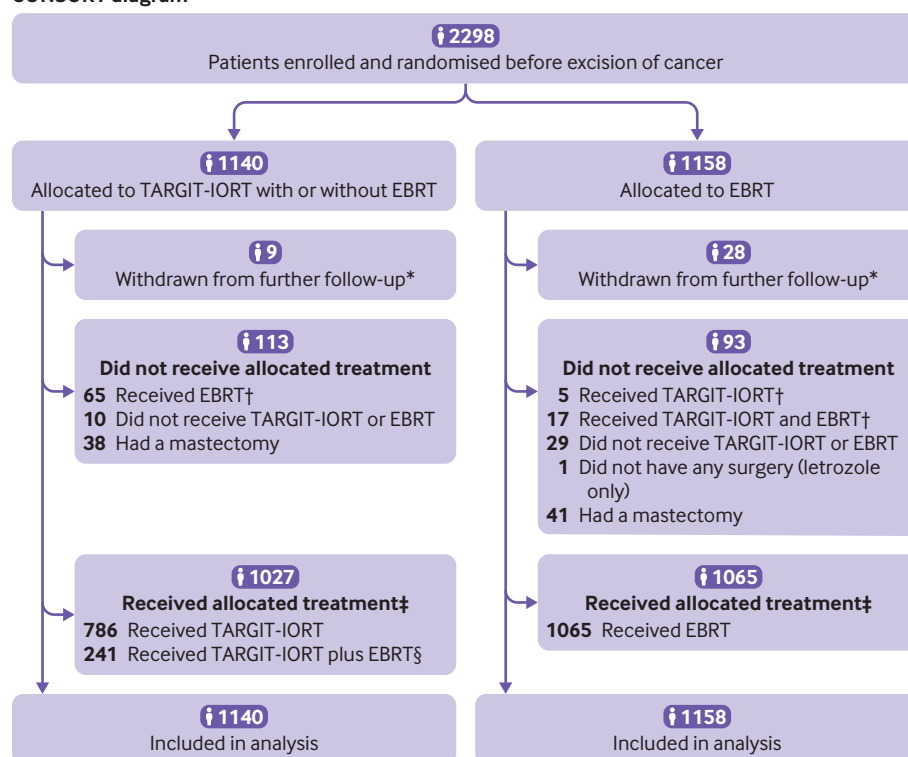 2298
Patients enrolled and randomised before excision of cancer
1140
Allocated to TARGIT-IORT with or without EBRT
9
Withdrawn from further follow-up*
113
Did not receive allocated treatment
65 Received EBRT†
10 Did not receive TARGIT-IORT or EBRT
38 Had a mastectomy
1027
Received allocated treatment‡
786 Received TARGIT-IORT
241 Received TARGIT-IORT plus EBRT§
1140
Included in analysis
1158
Allocated to EBRT
28
Withdrawn from further follow-up*
93
Did not receive allocated treatment
5 Received TARGIT-IORT†
17 Received TARGIT-IORT and EBRT†
29 Did not receive TARGIT-IORT or EBRT
1 Did not have any surgery (letrozole
only)
41 Had a mastectomy
1065
Received allocated treatment‡
1065 Received EBRT
1158
Included in analysis